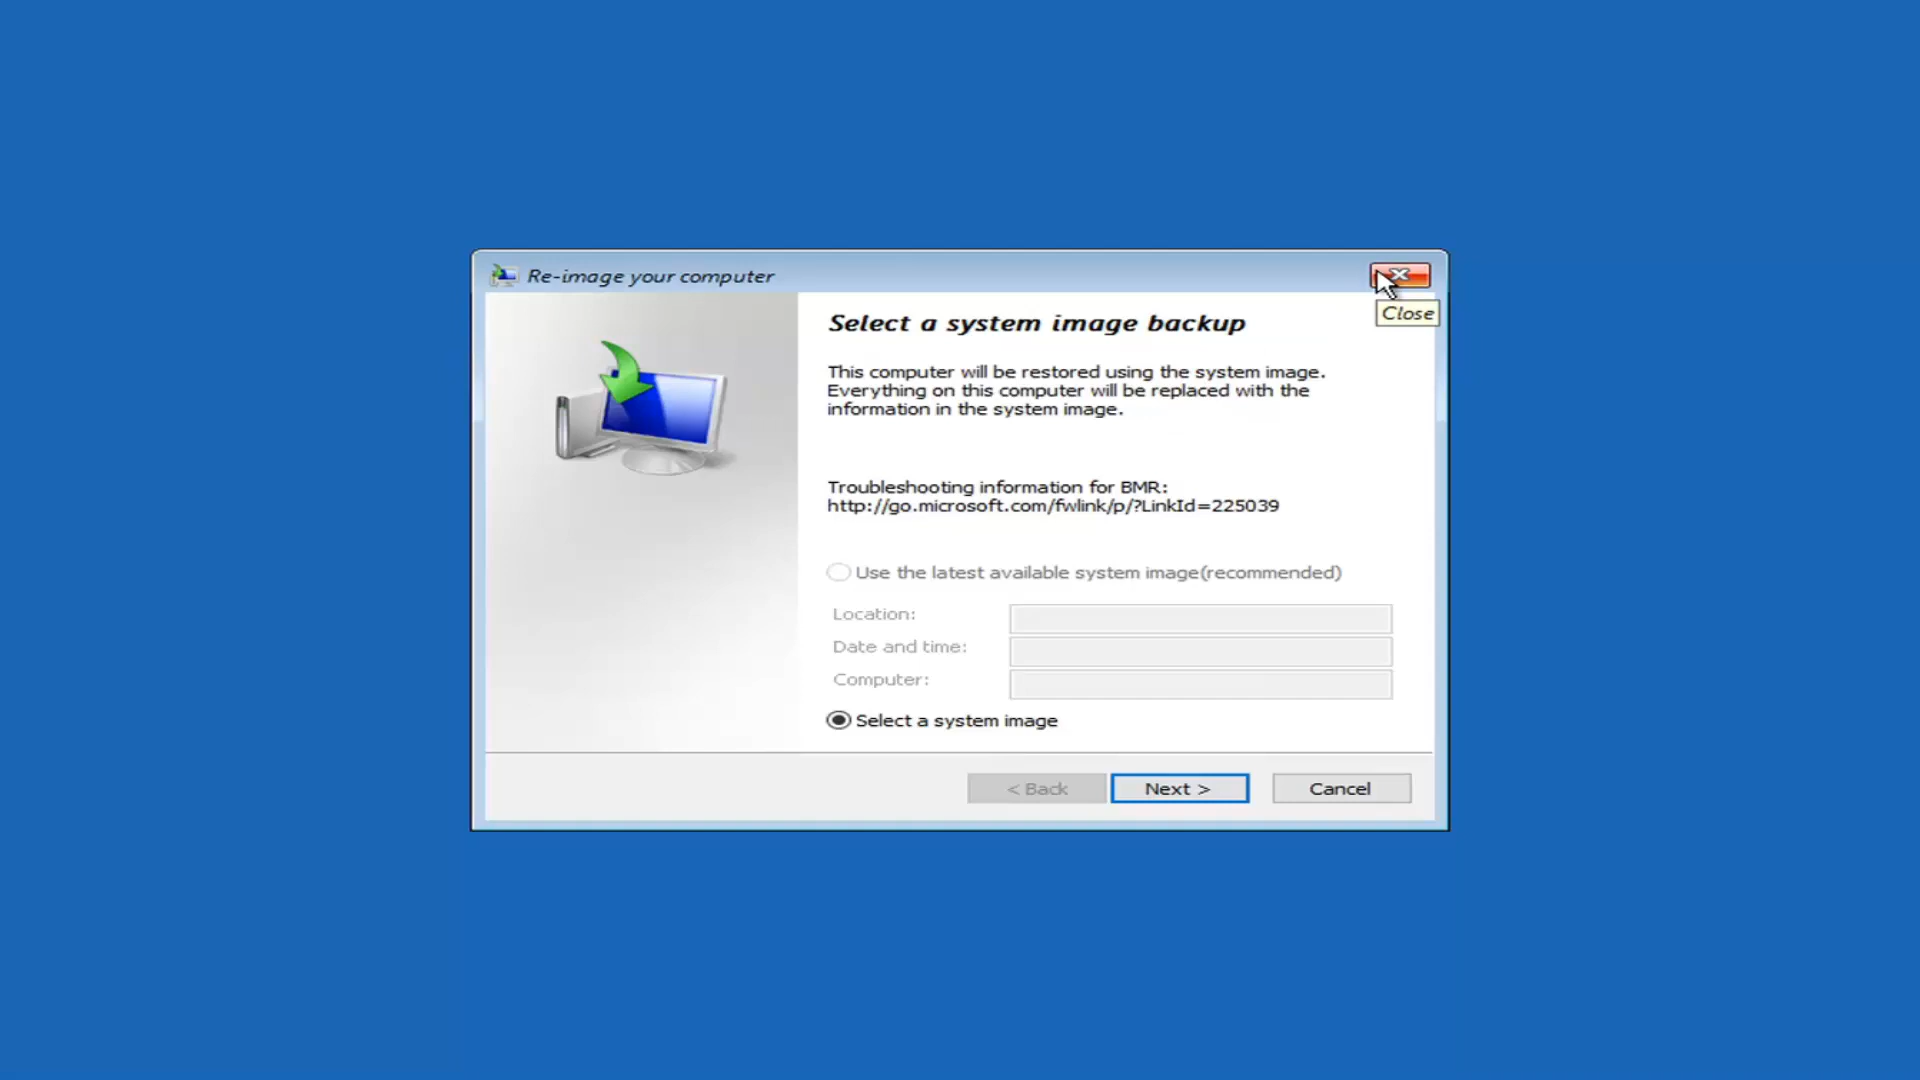 Re-image your computer
Close
Select a system image backup
This computer will be restored using the system image.
Everything on this computer will be replaced with the
information in the system image.
Troubleshooting information for BMR:
http://go.microsoft.com/fwlink/p/?LinkId=225039
Use the latest available system image(recommended)
Location:
Date and time:
Computer:
Select a system image
< Back Next > Cancel